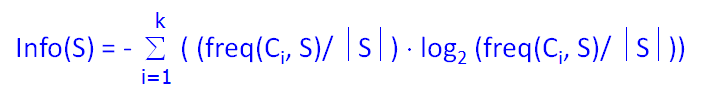 k
Info(S) = - ∑ ( (freq(Cᵢ, S)/ |S|) · log₂ (freq(Cᵢ, S)/ |S|))
i=1